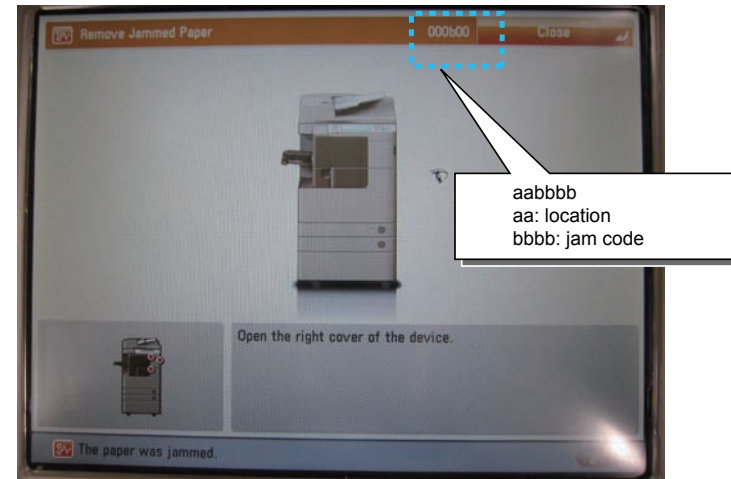 Remove Jammed Paper
000b00
Close
aabbbb
aa: location
bbbb: jam code
Open the right cover of the device.
The paper was jammed.